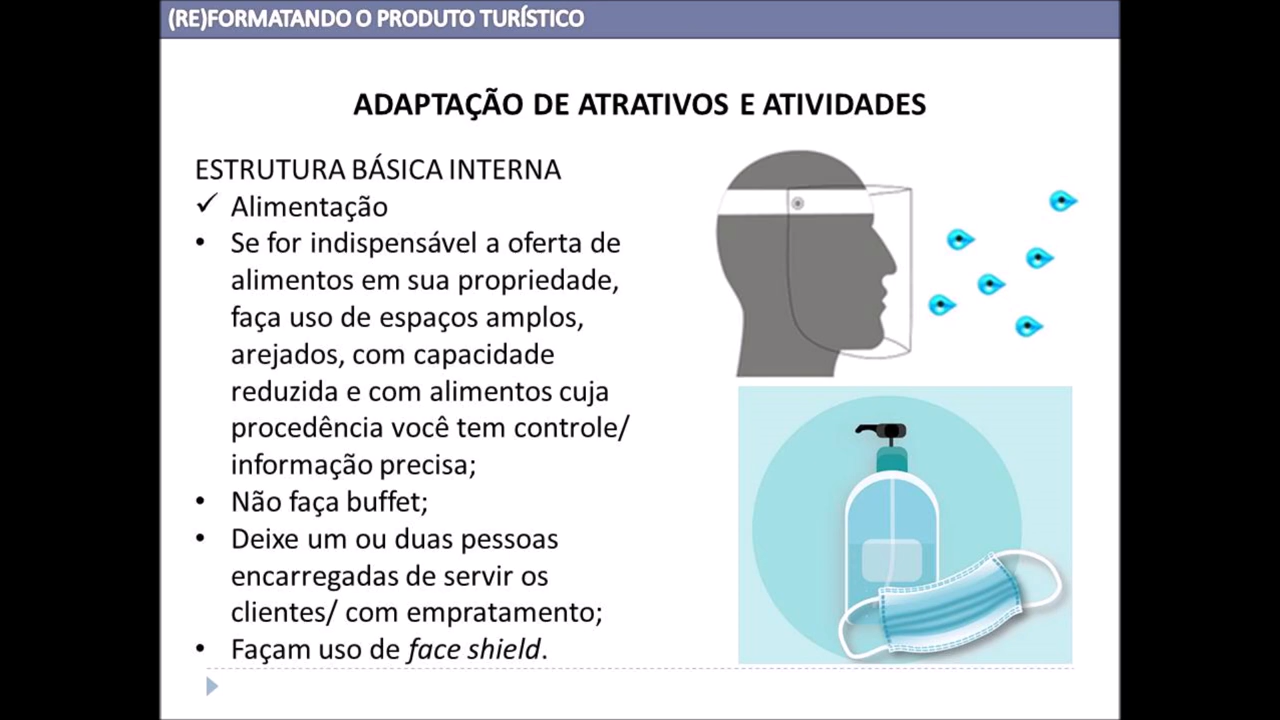 (RE)FORMATANDO O PRODUTO TURÍSTICO
ADAPTAÇÃO DE ATRATIVOS E ATIVIDADES
ESTRUTURA BÁSICA INTERNA
✓ Alimentação
• Se for indispensável a oferta de
alimentos em sua propriedade,
faça uso de espaços amplos,
arejados, com capacidade
reduzida e com alimentos cuja
procedência você tem controle/
informação precisa;
• Não faça buffet;
• Deixe um ou duas pessoas
encarregadas de servir os
clientes/ com empratamento;
• Façam uso de face shield.